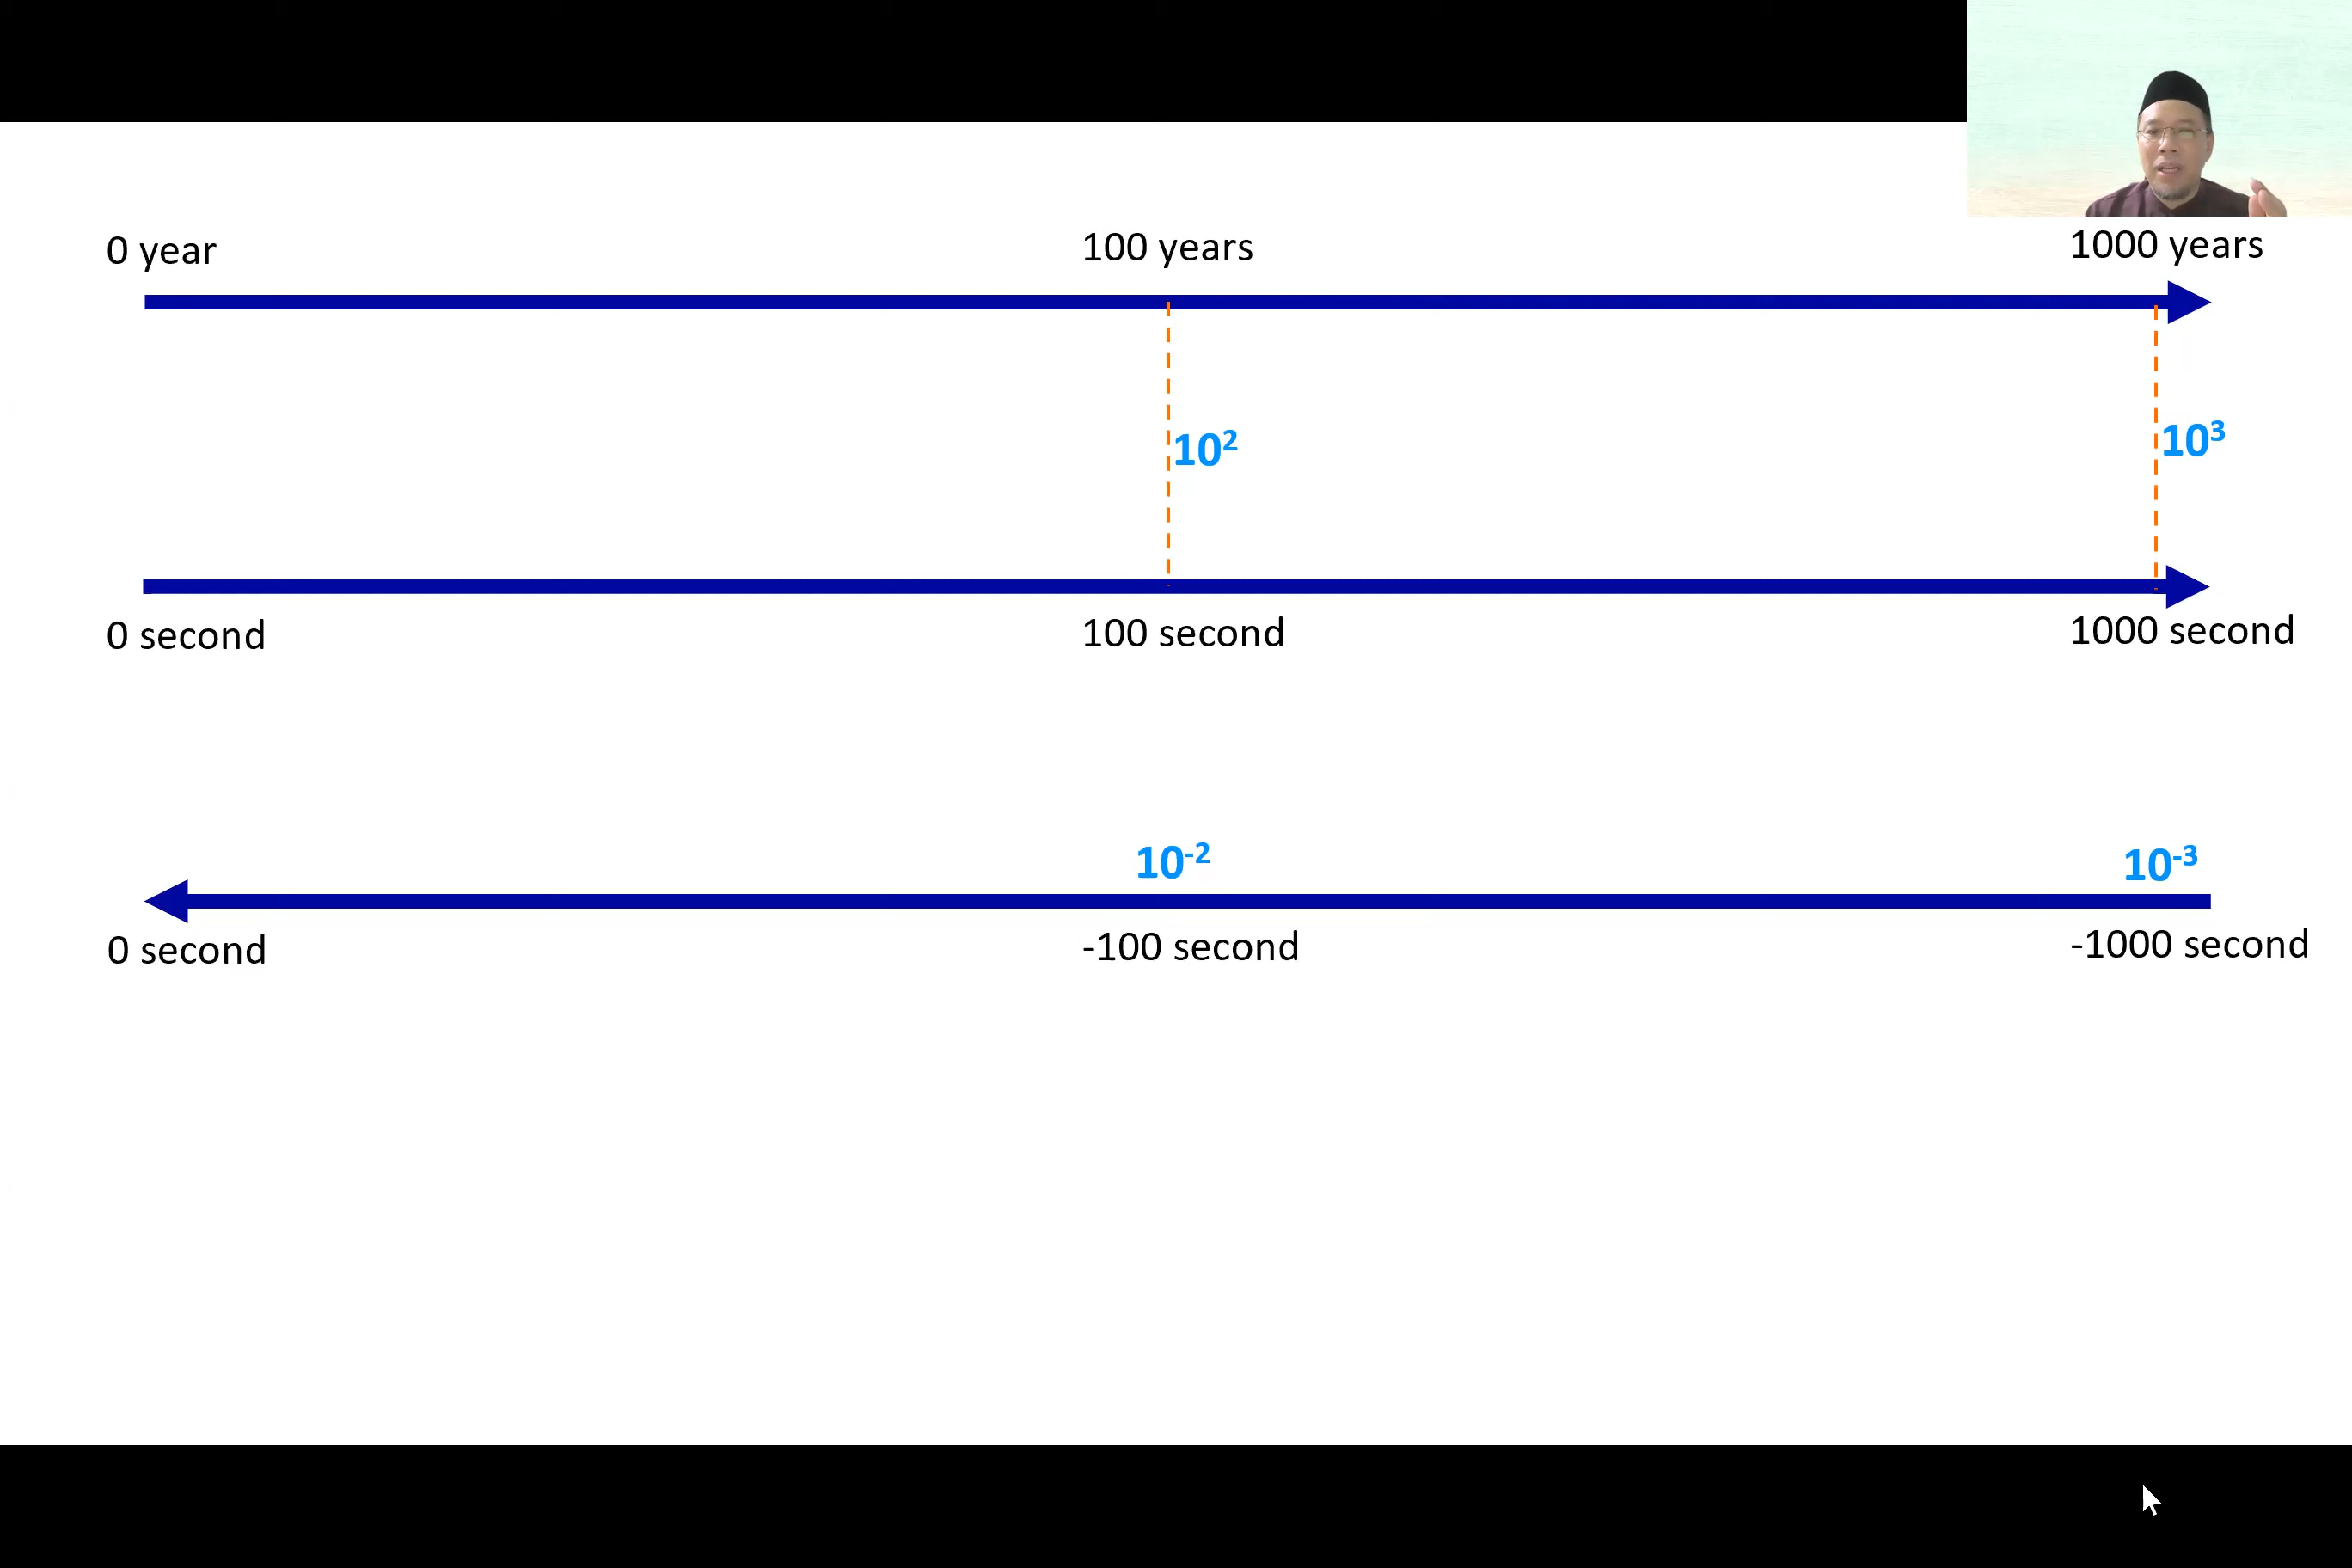 0 year 100 years 1000 years
10² 10³
0 second 100 second 1000 second
10⁻² 10⁻³
0 second -100 second -1000 second